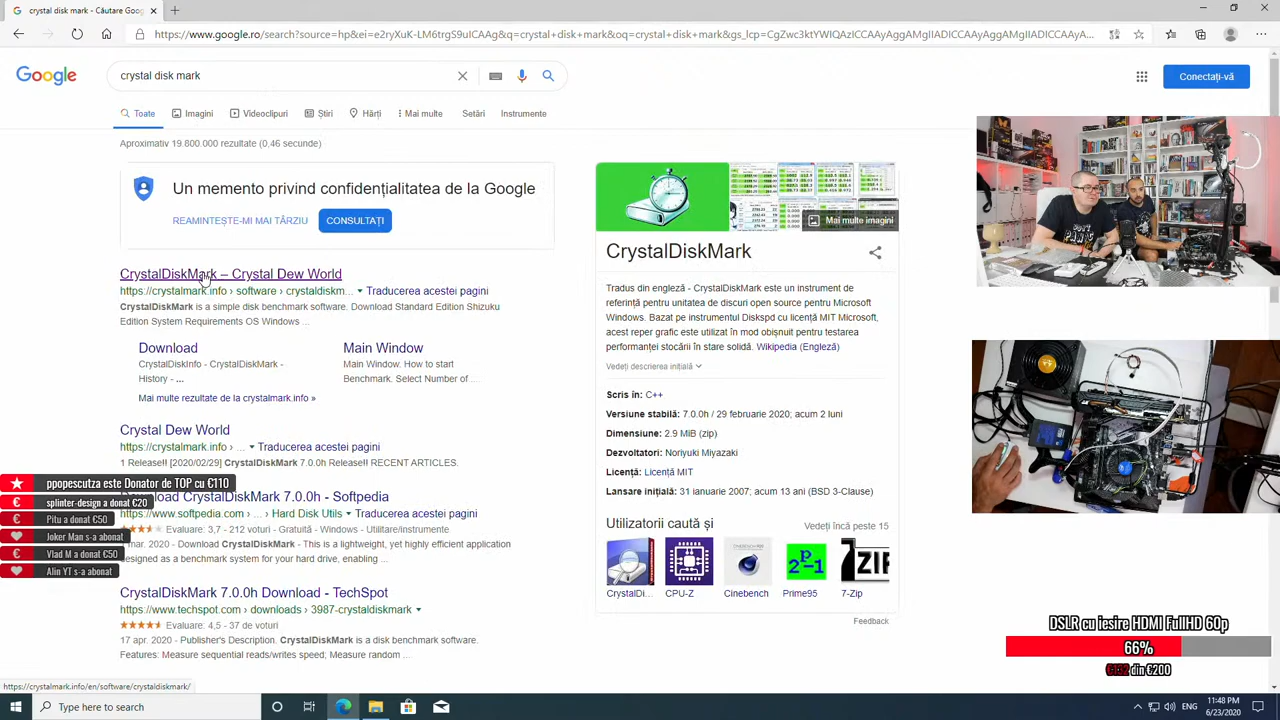 crystal disk mark - Căutare Goog
https://www.google.ro/search?source=hp&ei=e2ryXuK-LM6trgS9uICAAg&q=crystal+disk+mark&oq=crystal+disk+mark&gs_lcp=CgZwc3ktYWIQAzICCAAyAggAMgIIADICCAAyAggAMgIIADICCAAyAggAM...
Google
crystal disk mark
Conectați-vă
Toate
Imagini
Videoclipuri
Știri
Hărți
Mai multe
Setări
Instrumente
Aproximativ 19.800.000 rezultate (0,46 secunde)
Un memento privind confidențialitatea de la Google
REAMINTEȘTE-MI MAI TÂRZIU
CONSULTAȚI
CrystalDiskMark – Crystal Dew World
https://crystalmark.info › software › crystaldiskm... ▾ Traducerea acestei pagini
CrystalDiskMark is a simple disk benchmark software. Download Standard Edition Shizuku
Edition System Requirements OS Windows ...
Download
CrystalDiskInfo - CrystalDiskMark -
History - ...
Main Window
Main Window. How to start
Benchmark. Select Number of ...
Mai multe rezultate de la crystalmark.info »
Crystal Dew World
https://crystalmark.info › ... ▾ Traducerea acestei pagini
1 Release!! [2020/02/29] CrystalDiskMark 7.0.0h Release!! RECENT ARTICLES.
CrystalDiskMark 7.0.0h - Softpedia
https://www.softpedia.com › ... › Hard Disk Utils ▾ Traducerea acestei pagini
Evaluare: 3,7 - 212 voturi - Gratuită - Windows - Utilitare/instrumente
mar. 2020 - Download CrystalDiskMark - This is a lightweight, yet highly efficient application
designed as a benchmark system for your hard drive, enabling ...
CrystalDiskMark 7.0.0h Download - TechSpot
https://www.techspot.com › downloads › 3987-crystaldiskmark ▾
Evaluare: 4,5 - 37 de voturi
17 apr. 2020 - Publisher's Description. CrystalDiskMark is a disk benchmark software.
Features: Measure sequential reads/writes speed; Measure random ...
Mai multe imagini
CrystalDiskMark
Tradus din engleză - CrystalDiskMark este un instrument de
referință pentru unitatea de discuri open source pentru Microsoft
Windows. Bazat pe instrumentul Diskspd cu licență MIT Microsoft,
acest reper grafic este utilizat în mod obișnuit pentru testarea
performanței stocării în stare solidă. Wikipedia (Engleză)
Vedeți descrierea inițială
Scris în: C++
Versiune stabilă: 7.0.0h / 29 februarie 2020; acum 2 luni
Dimensiune: 2.9 MiB (zip)
Dezvoltatori: Noriyuki Miyazaki
Licență: Licență MIT
Lansare inițială: 31 ianuarie 2007; acum 13 ani (BSD 3-Clause)
Utilizatorii caută și
Vedeți încă peste 15
2P-1
7ZIP
CrystalDi...
CPU-Z
Cinebench
Prime95
7-Zip
Feedback
ppopescutza este Donator de TOP cu €110
splinter-design a donat €20
Pitu a donat €50
Joker Man s-a abonat
Vlad M a donat €50
Alin YT s-a abonat
DSLR cu iesire HDMI FullHD 60p
66%
€132 din €200
https://crystalmark.info/en/software/crystaldiskmark/
Type here to search
ENG
11:48 PM
6/23/2020